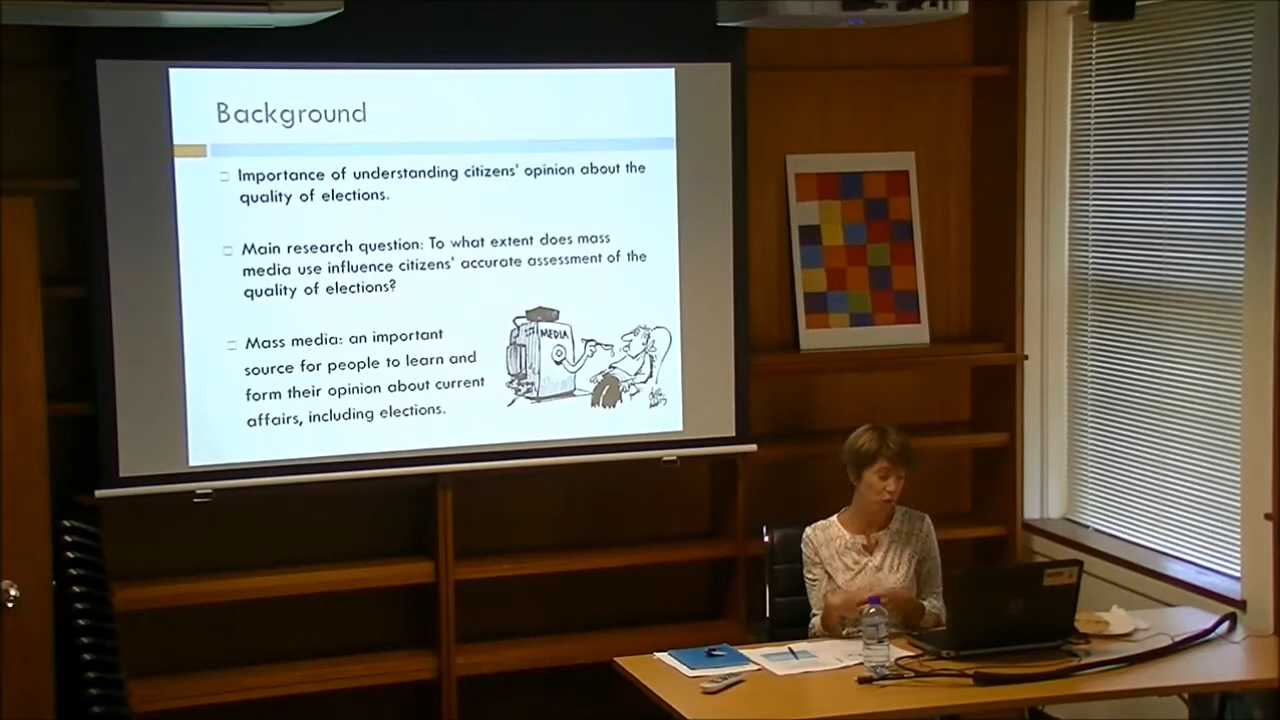 Background
Importance of understanding citizens' opinion about the
quality of elections.
Main research question: To what extent does mass
media use influence citizens' accurate assessment of the
quality of elections?
Mass media: an important
source for people to learn and
form their opinion about current
affairs, including elections.
MEDIA